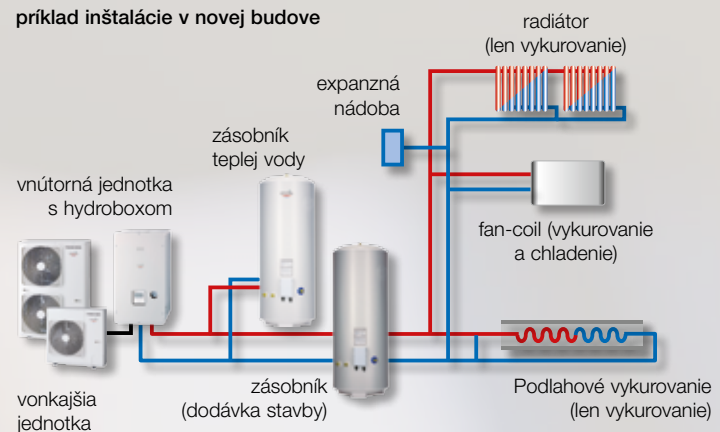 príklad inštalácie v novej budove
radiátor
(len vykurovanie)
expanzná
nádoba
zásobník
teplej vody
vnútorná jednotka
s hydroboxom
fan-coil (vykurovanie
a chladenie)
zásobník
(dodávka stavby)
Podlahové vykurovanie
(len vykurovanie)
vonkajšia
jednotka